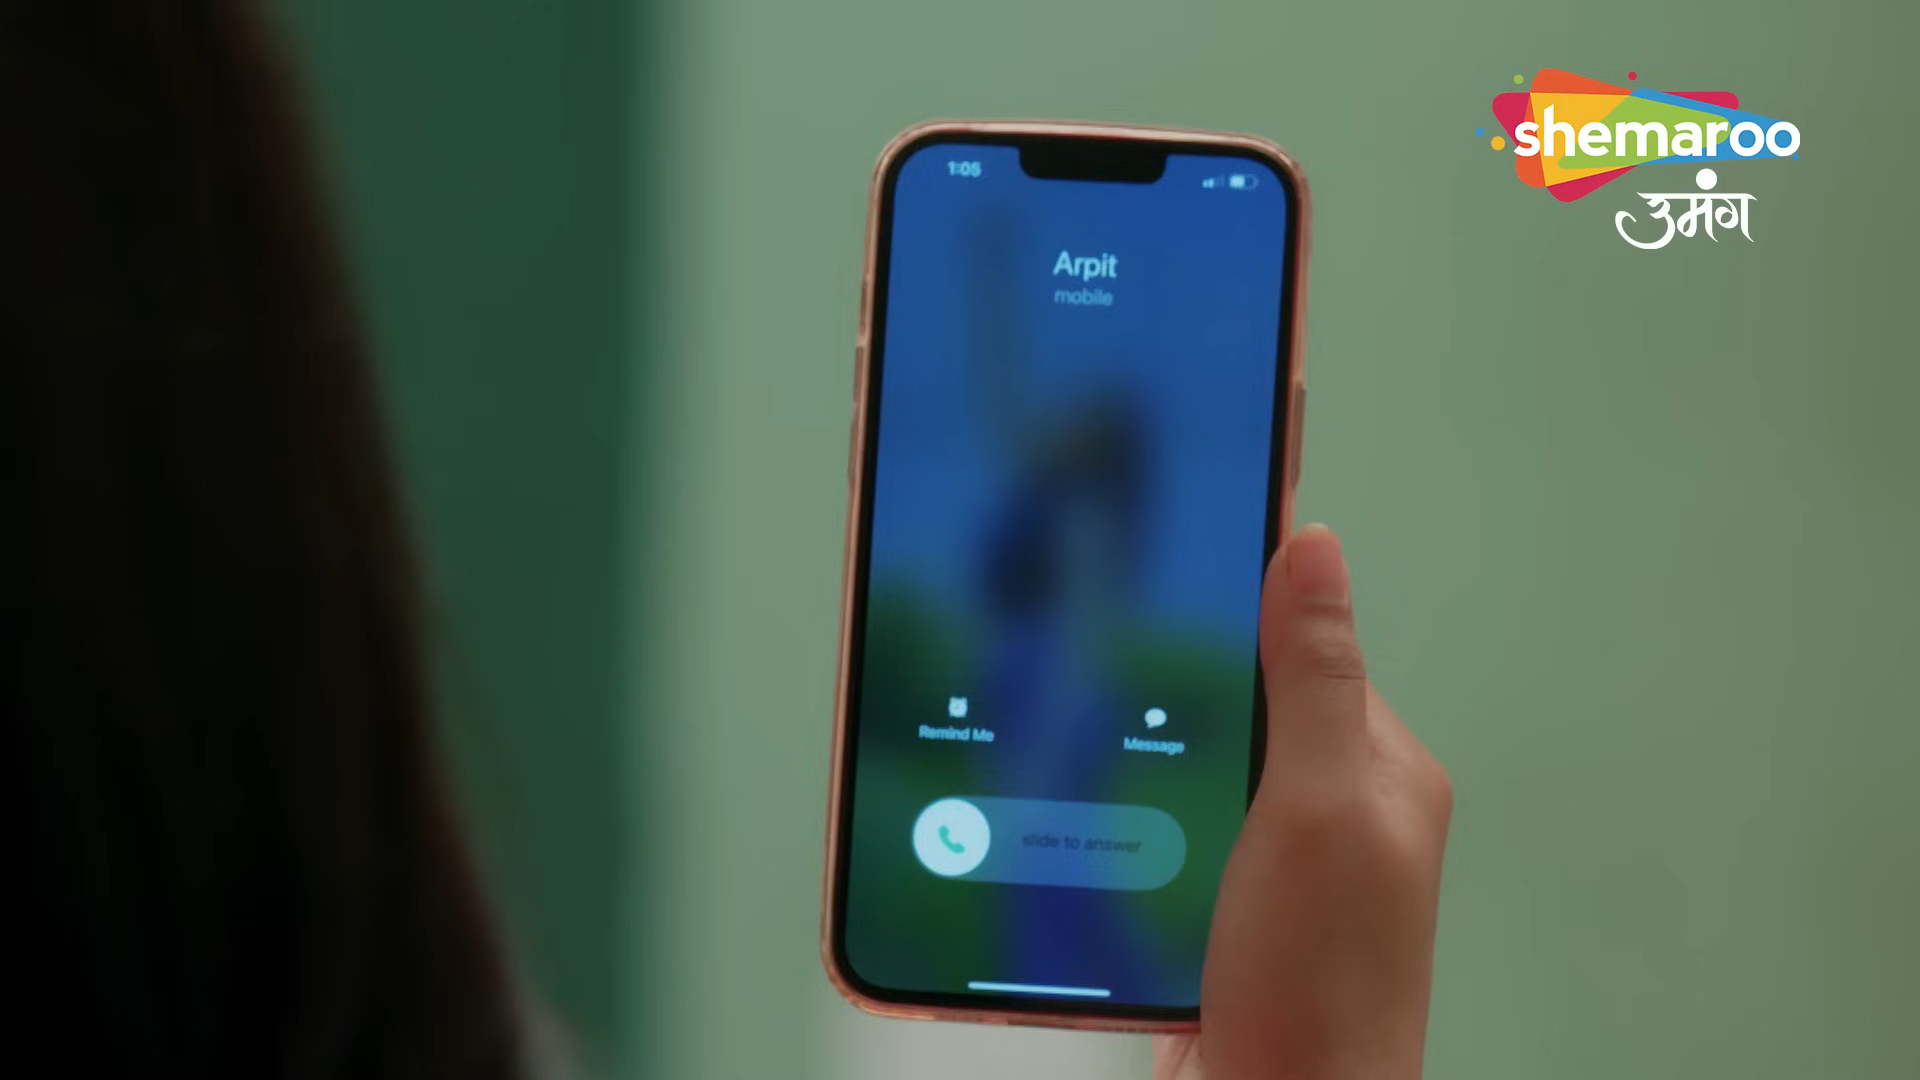 1:05
shemaroo
उमंग
Arpit
mobile
Remind Me
Message
slide to answer